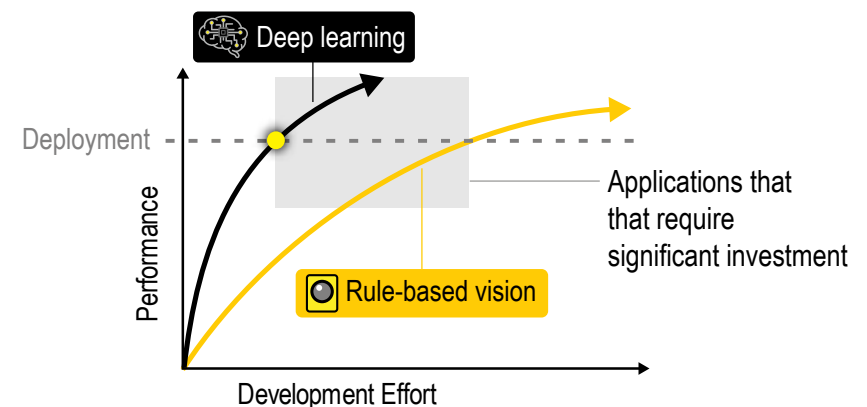 Deep learning
Deployment
Applications that
that require
significant investment
Performance
Rule-based vision
Development Effort